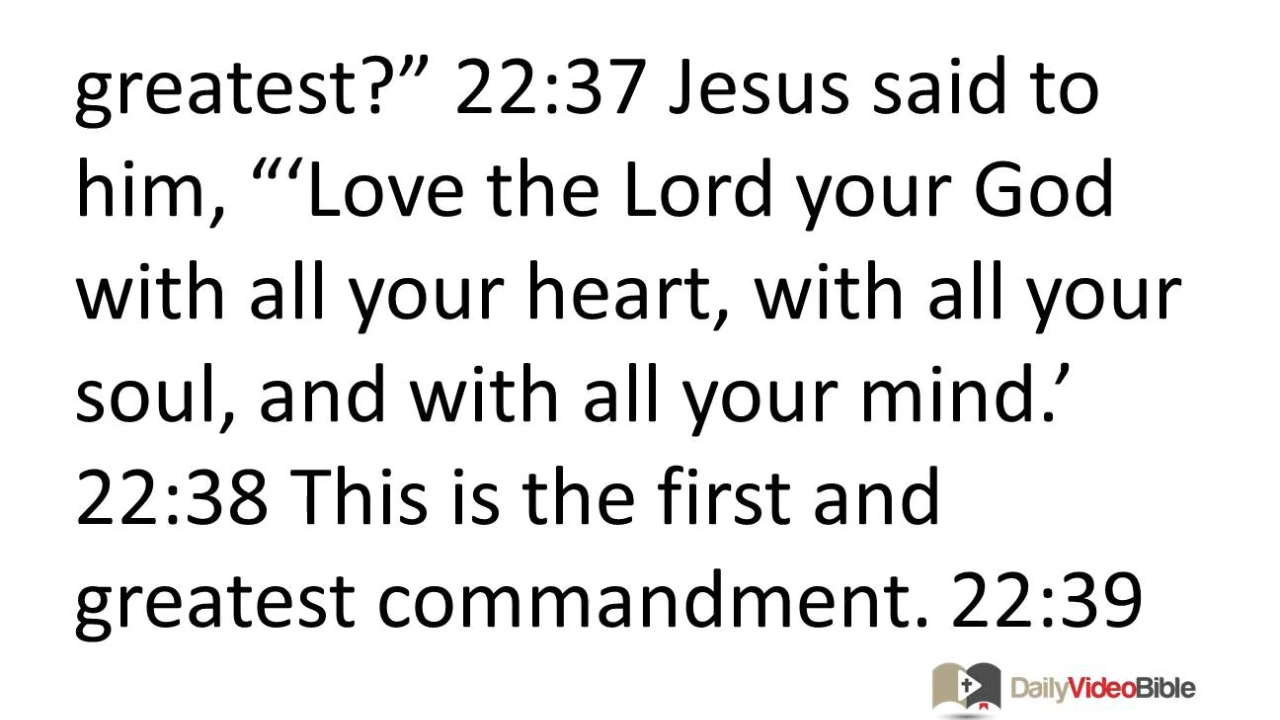 greatest?” 22:37 Jesus said to
him, “‘Love the Lord your God
with all your heart, with all your
soul, and with all your mind.’
22:38 This is the first and
greatest commandment. 22:39
DailyVideoBible